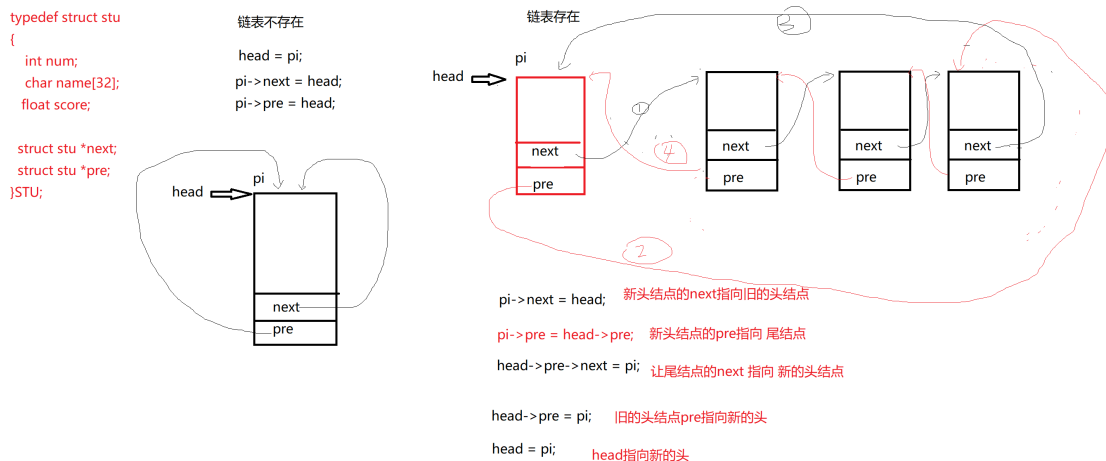 typedef struct stu
{
int num;
char name[32];
float score;
struct stu *next;
struct stu *pre;
}STU;
链表不存在
head = pi;
pi->next = head;
pi->pre = head;
pi
head
next
pre
链表存在
pi
head
next
pre
next
pre
next
pre
next
pre
1
2
3
4
pi->next = head; 新头结点的next指向旧的头结点
pi->pre = head->pre; 新头结点的pre指向 尾结点
head->pre->next = pi; 让尾结点的next 指向 新的头结点
head->pre = pi; 旧的头结点pre指向新的头
head = pi; head指向新的头